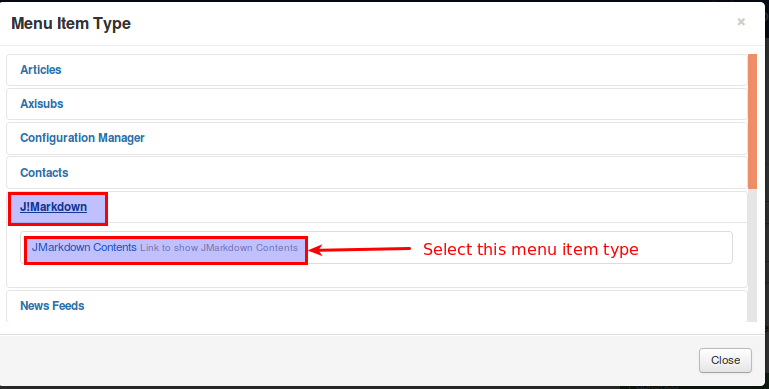 Menu Item Type
×
Articles
Axisubs
Configuration Manager
Contacts
J!Markdown
JMarkdown Contents Link to show JMarkdown Contents
Select this menu item type
News Feeds
Close